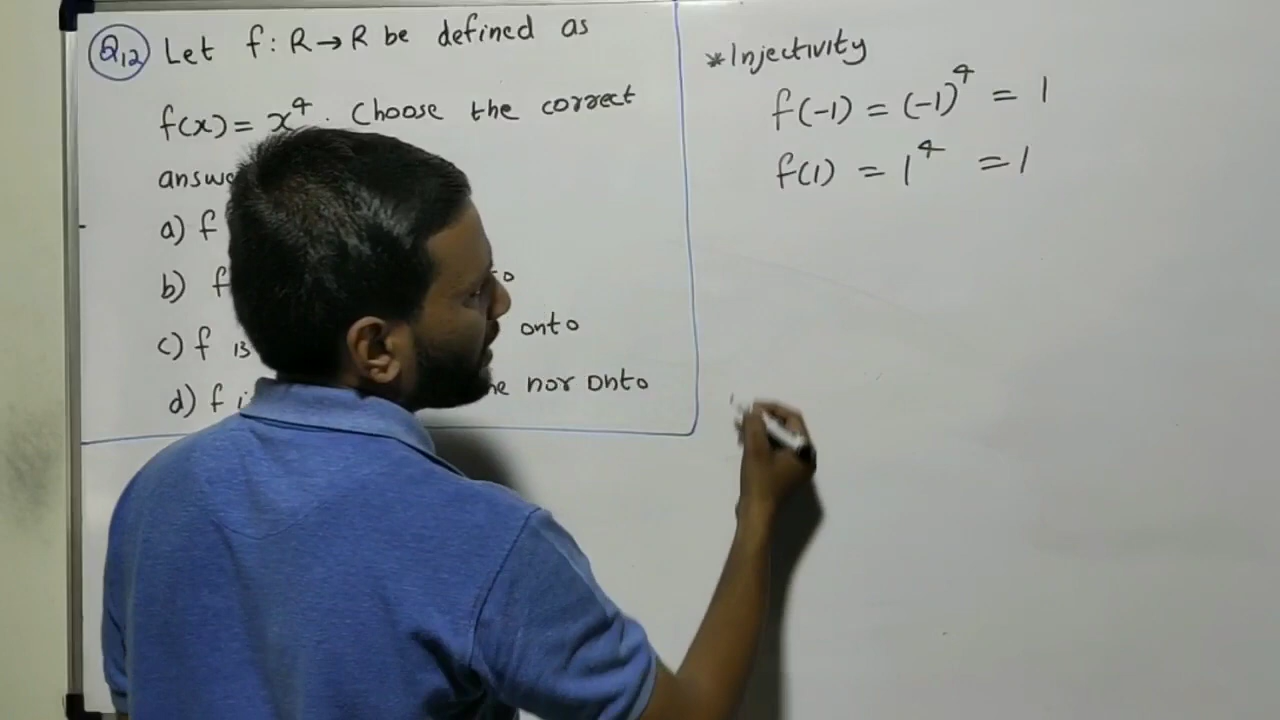 Q12 Let f: R→R be defined as
f(x) = x⁴. Choose the correct
a) f
b) f
c) f is onto
d) f nor onto
*Injectivity
f(-1) = (-1)⁴ = 1
f(1) = 1⁴ = 1